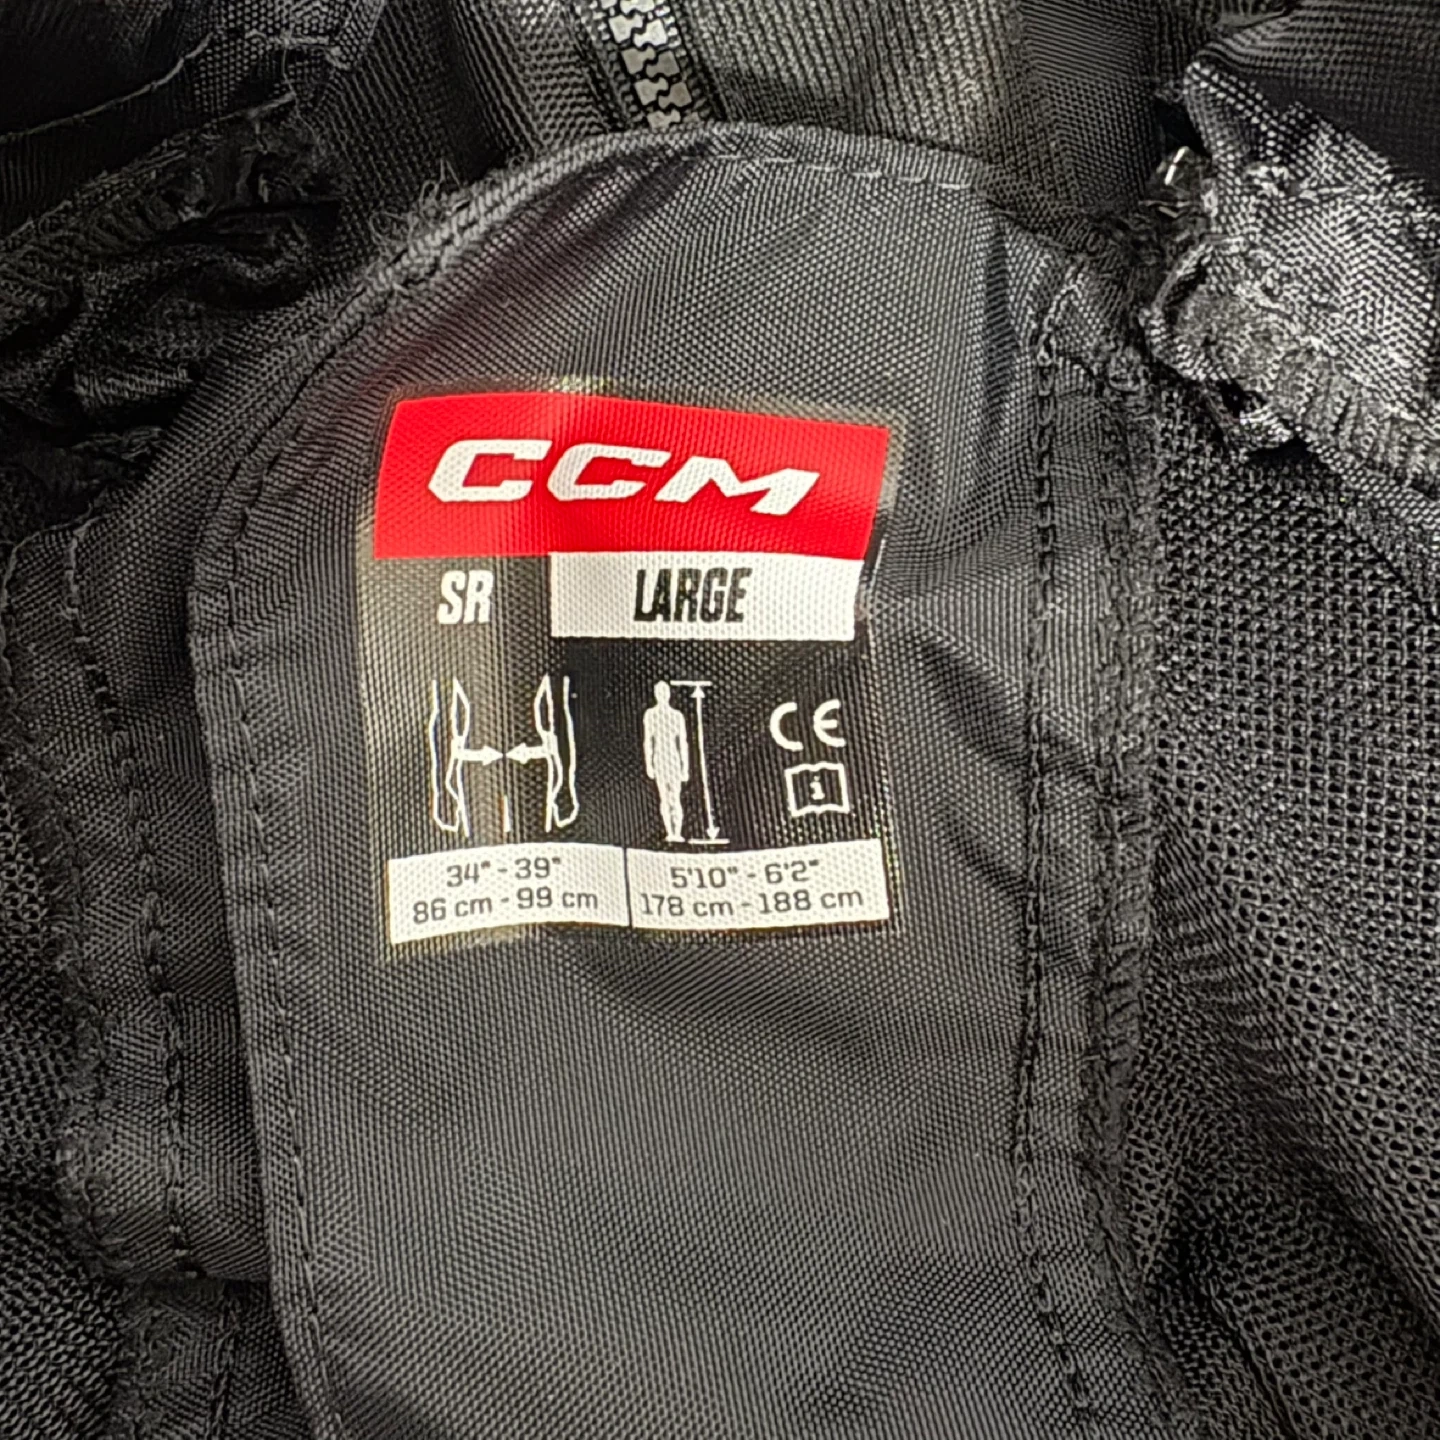 CCM
SR LARGE
CE
i
34" - 39" 5'10" - 6'2"
86 cm - 99 cm 178 cm - 188 cm